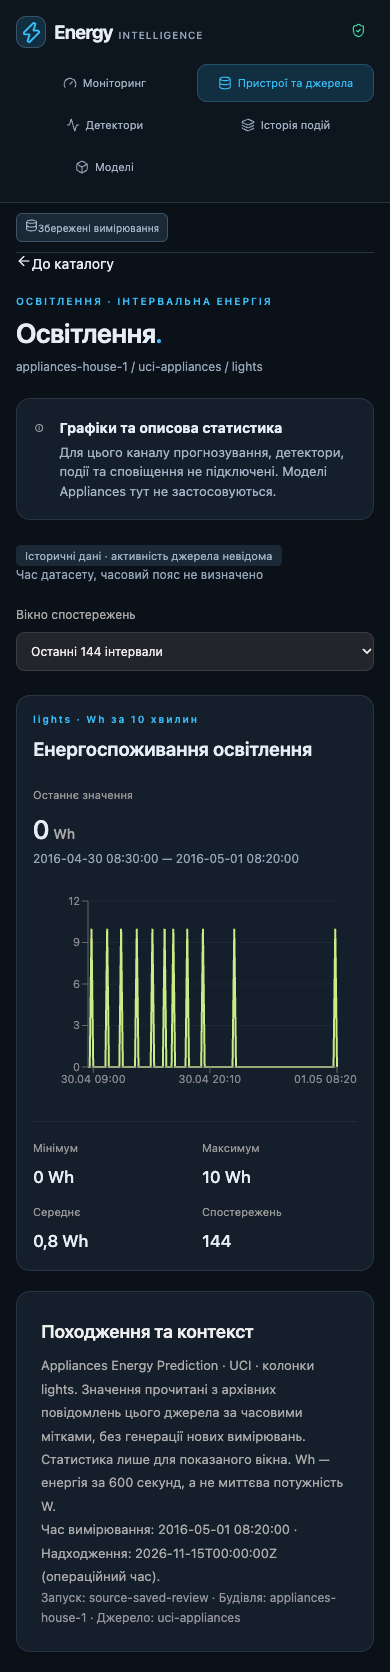 Energy INTELLIGENCE
Моніторинг
Пристрої та джерела
Детектори
Історія подій
Моделі
Збережені вимірювання
До каталогу
ОСВІТЛЕННЯ · ІНТЕРВАЛЬНА ЕНЕРГІЯ
Освітлення.
appliances-house-1 / uci-appliances / lights
Графіки та описова статистика
Для цього каналу прогнозування, детектори,
події та сповіщення не підключені. Моделі
Appliances тут не застосовуються.
Історичні дані · активність джерела невідома
Час датасету, часовий пояс не визначено
Вікно спостережень
Останні 144 інтервали
lights · Wh за 10 хвилин
Енергоспоживання освітлення
Останнє значення
0 Wh
2016-04-30 08:30:00 — 2016-05-01 08:20:00
12
9
6
3
0
30.04 09:00
30.04 20:10
01.05 08:20
Мінімум
Максимум
0 Wh
10 Wh
Середнє
Спостережень
0,8 Wh
144
Походження та контекст
Appliances Energy Prediction · UCI · колонки
lights. Значення прочитані з архівних
повідомлень цього джерела за часовими
мітками, без генерації нових вимірювань.
Статистика лише для показаного вікна. Wh —
енергія за 600 секунд, а не миттєва потужність
W.
Час вимірювання: 2016-05-01 08:20:00 ·
Надходження: 2026-11-15T00:00:00Z
(операційний час).
Запуск: source-saved-review · Будівля: appliances-
house-1 · Джерело: uci-appliances